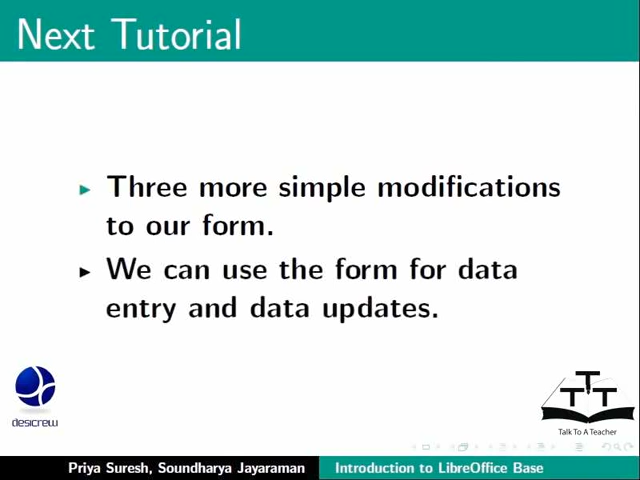 Next Tutorial
Three more simple modifications
to our form.
We can use the form for data
entry and data updates.
desicrew
T T T
Talk To A Teacher
Priya Suresh, Soundharya Jayaraman Introduction to LibreOffice Base